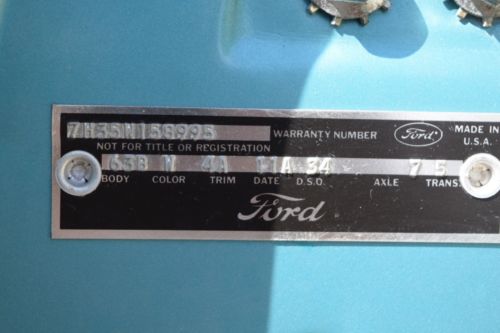 7H35N158995 WARRANTY NUMBER Ford MADE IN U.S.A.
NOT FOR TITLE OR REGISTRATION
63B 4A 11A 34 7 5
BODY COLOR TRIM DATE D.S.O. AXLE TRANS.
Ford